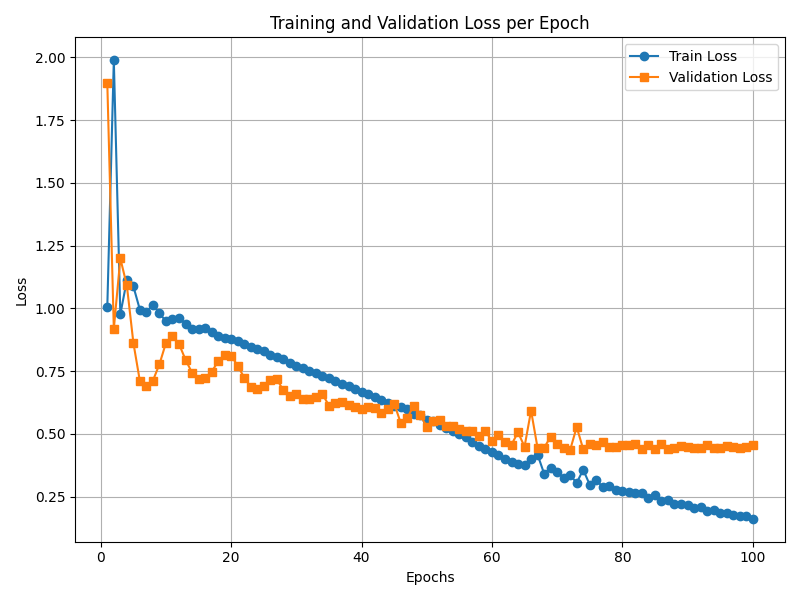 Training and Validation Loss per Epoch
Train Loss
Validation Loss
2.00
1.75
1.50
1.25
1.00
0.75
0.50
0.25
Loss
0 20 40 60 80 100
Epochs